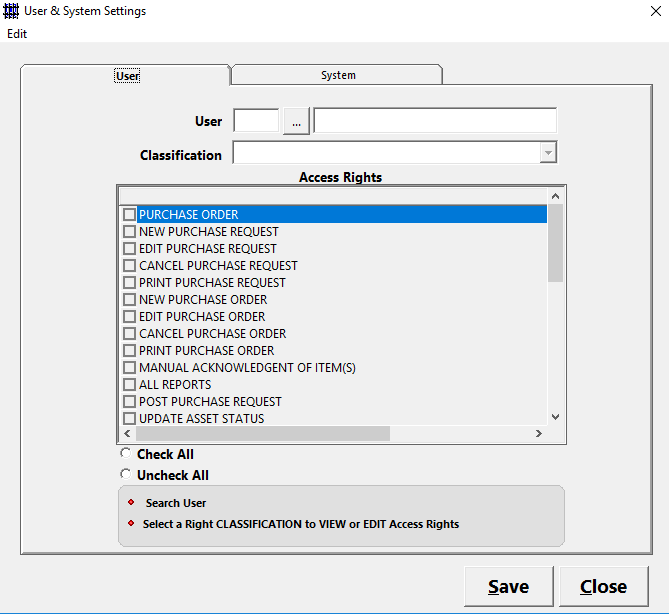 User & System Settings
Edit
User
System
User
...
Classification
Access Rights
PURCHASE ORDER
NEW PURCHASE REQUEST
EDIT PURCHASE REQUEST
CANCEL PURCHASE REQUEST
PRINT PURCHASE REQUEST
NEW PURCHASE ORDER
EDIT PURCHASE ORDER
CANCEL PURCHASE ORDER
PRINT PURCHASE ORDER
MANUAL ACKNOWLEDGENT OF ITEM(S)
ALL REPORTS
POST PURCHASE REQUEST
UPDATE ASSET STATUS
Check All
Uncheck All
Search User
Select a Right CLASSIFICATION to VIEW or EDIT Access Rights
Save
Close